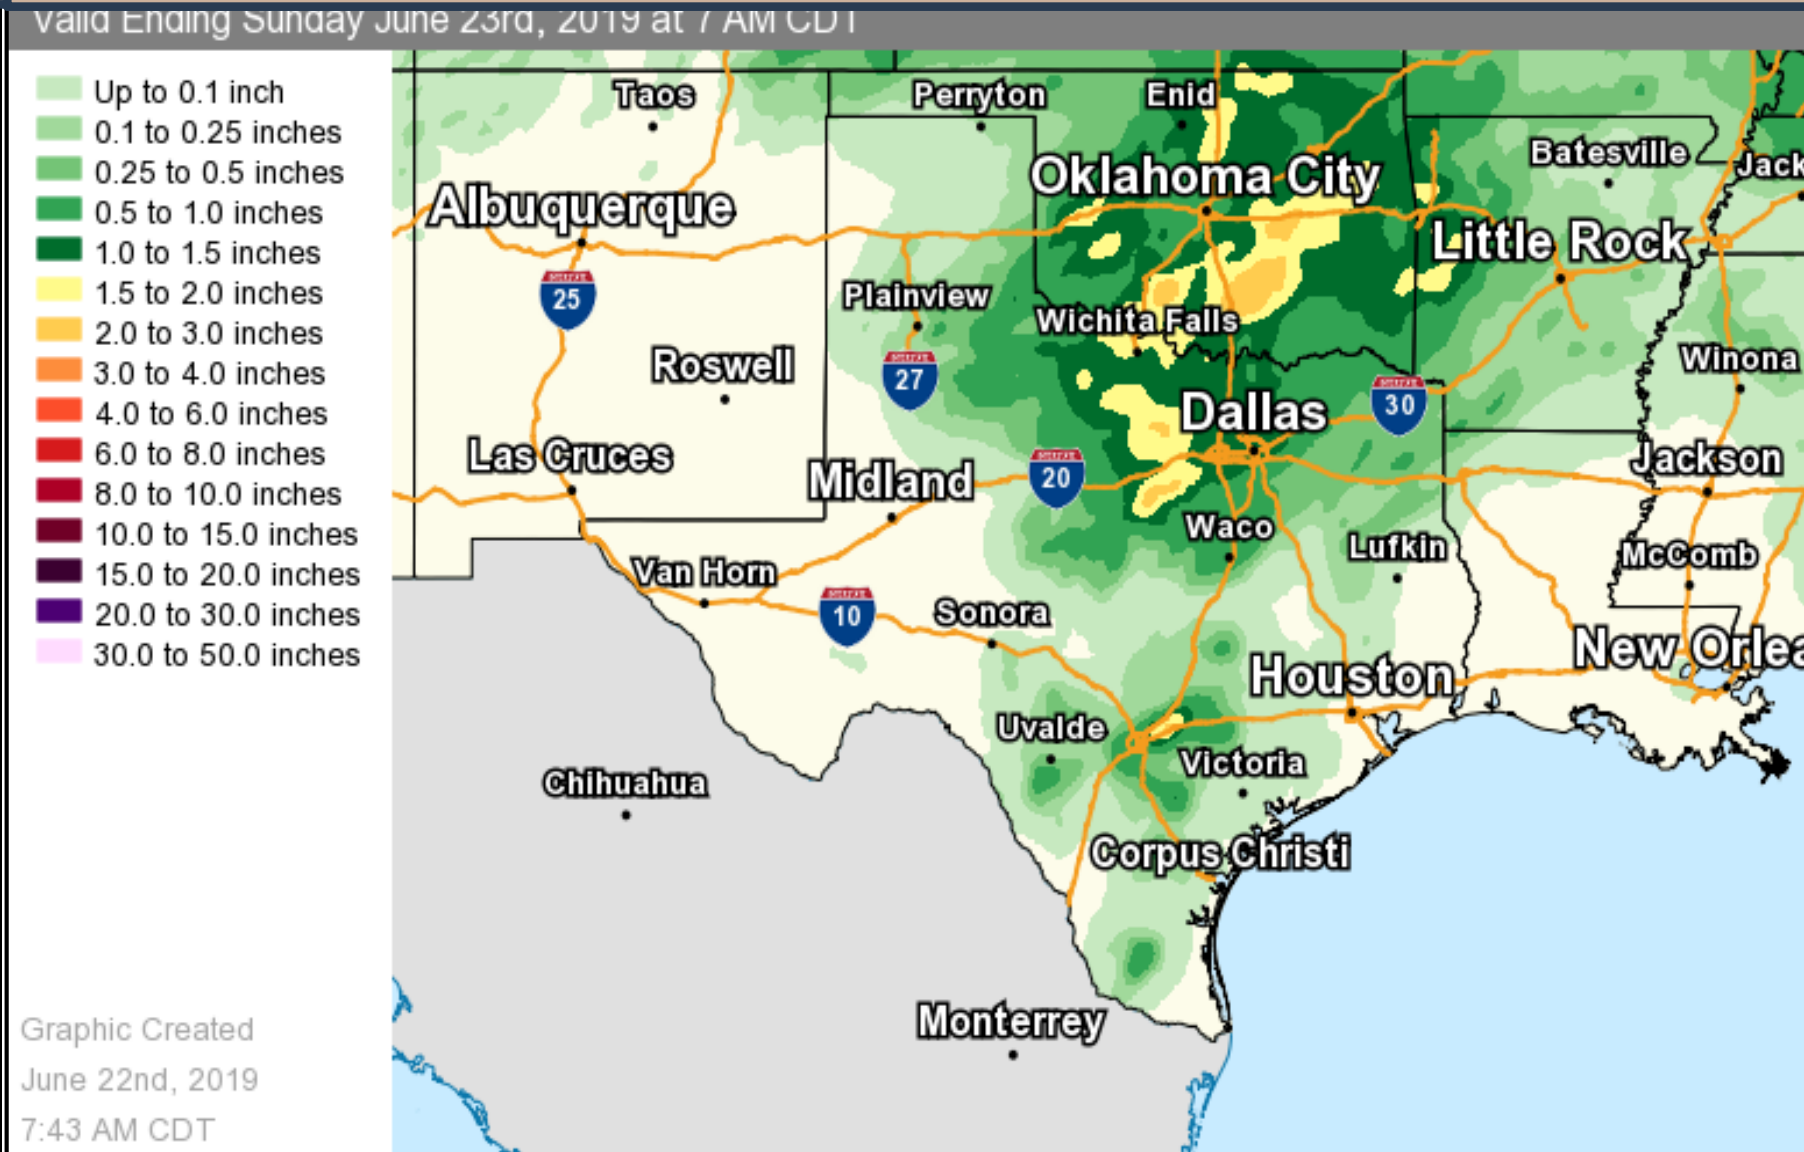 Valid Ending Sunday June 23rd, 2019 at 7 AM CDT
Up to 0.1 inch
0.1 to 0.25 inches
0.25 to 0.5 inches
0.5 to 1.0 inches
1.0 to 1.5 inches
1.5 to 2.0 inches
2.0 to 3.0 inches
3.0 to 4.0 inches
4.0 to 6.0 inches
6.0 to 8.0 inches
8.0 to 10.0 inches
10.0 to 15.0 inches
15.0 to 20.0 inches
20.0 to 30.0 inches
30.0 to 50.0 inches
Graphic Created
June 22nd, 2019
7:43 AM CDT
Taos
Perryton
Enid
Batesville
Jack
Oklahoma City
Albuquerque
Little Rock
25
Plainview
Wichita Falls
Roswell
27
Winona
30
Dallas
Las Cruces
Midland
20
Jackson
Waco
Lufkin
McComb
Van Horn
10
Sonora
New Orlea
Houston
Uvalde
Victoria
Chihuahua
Corpus Christi
Monterrey